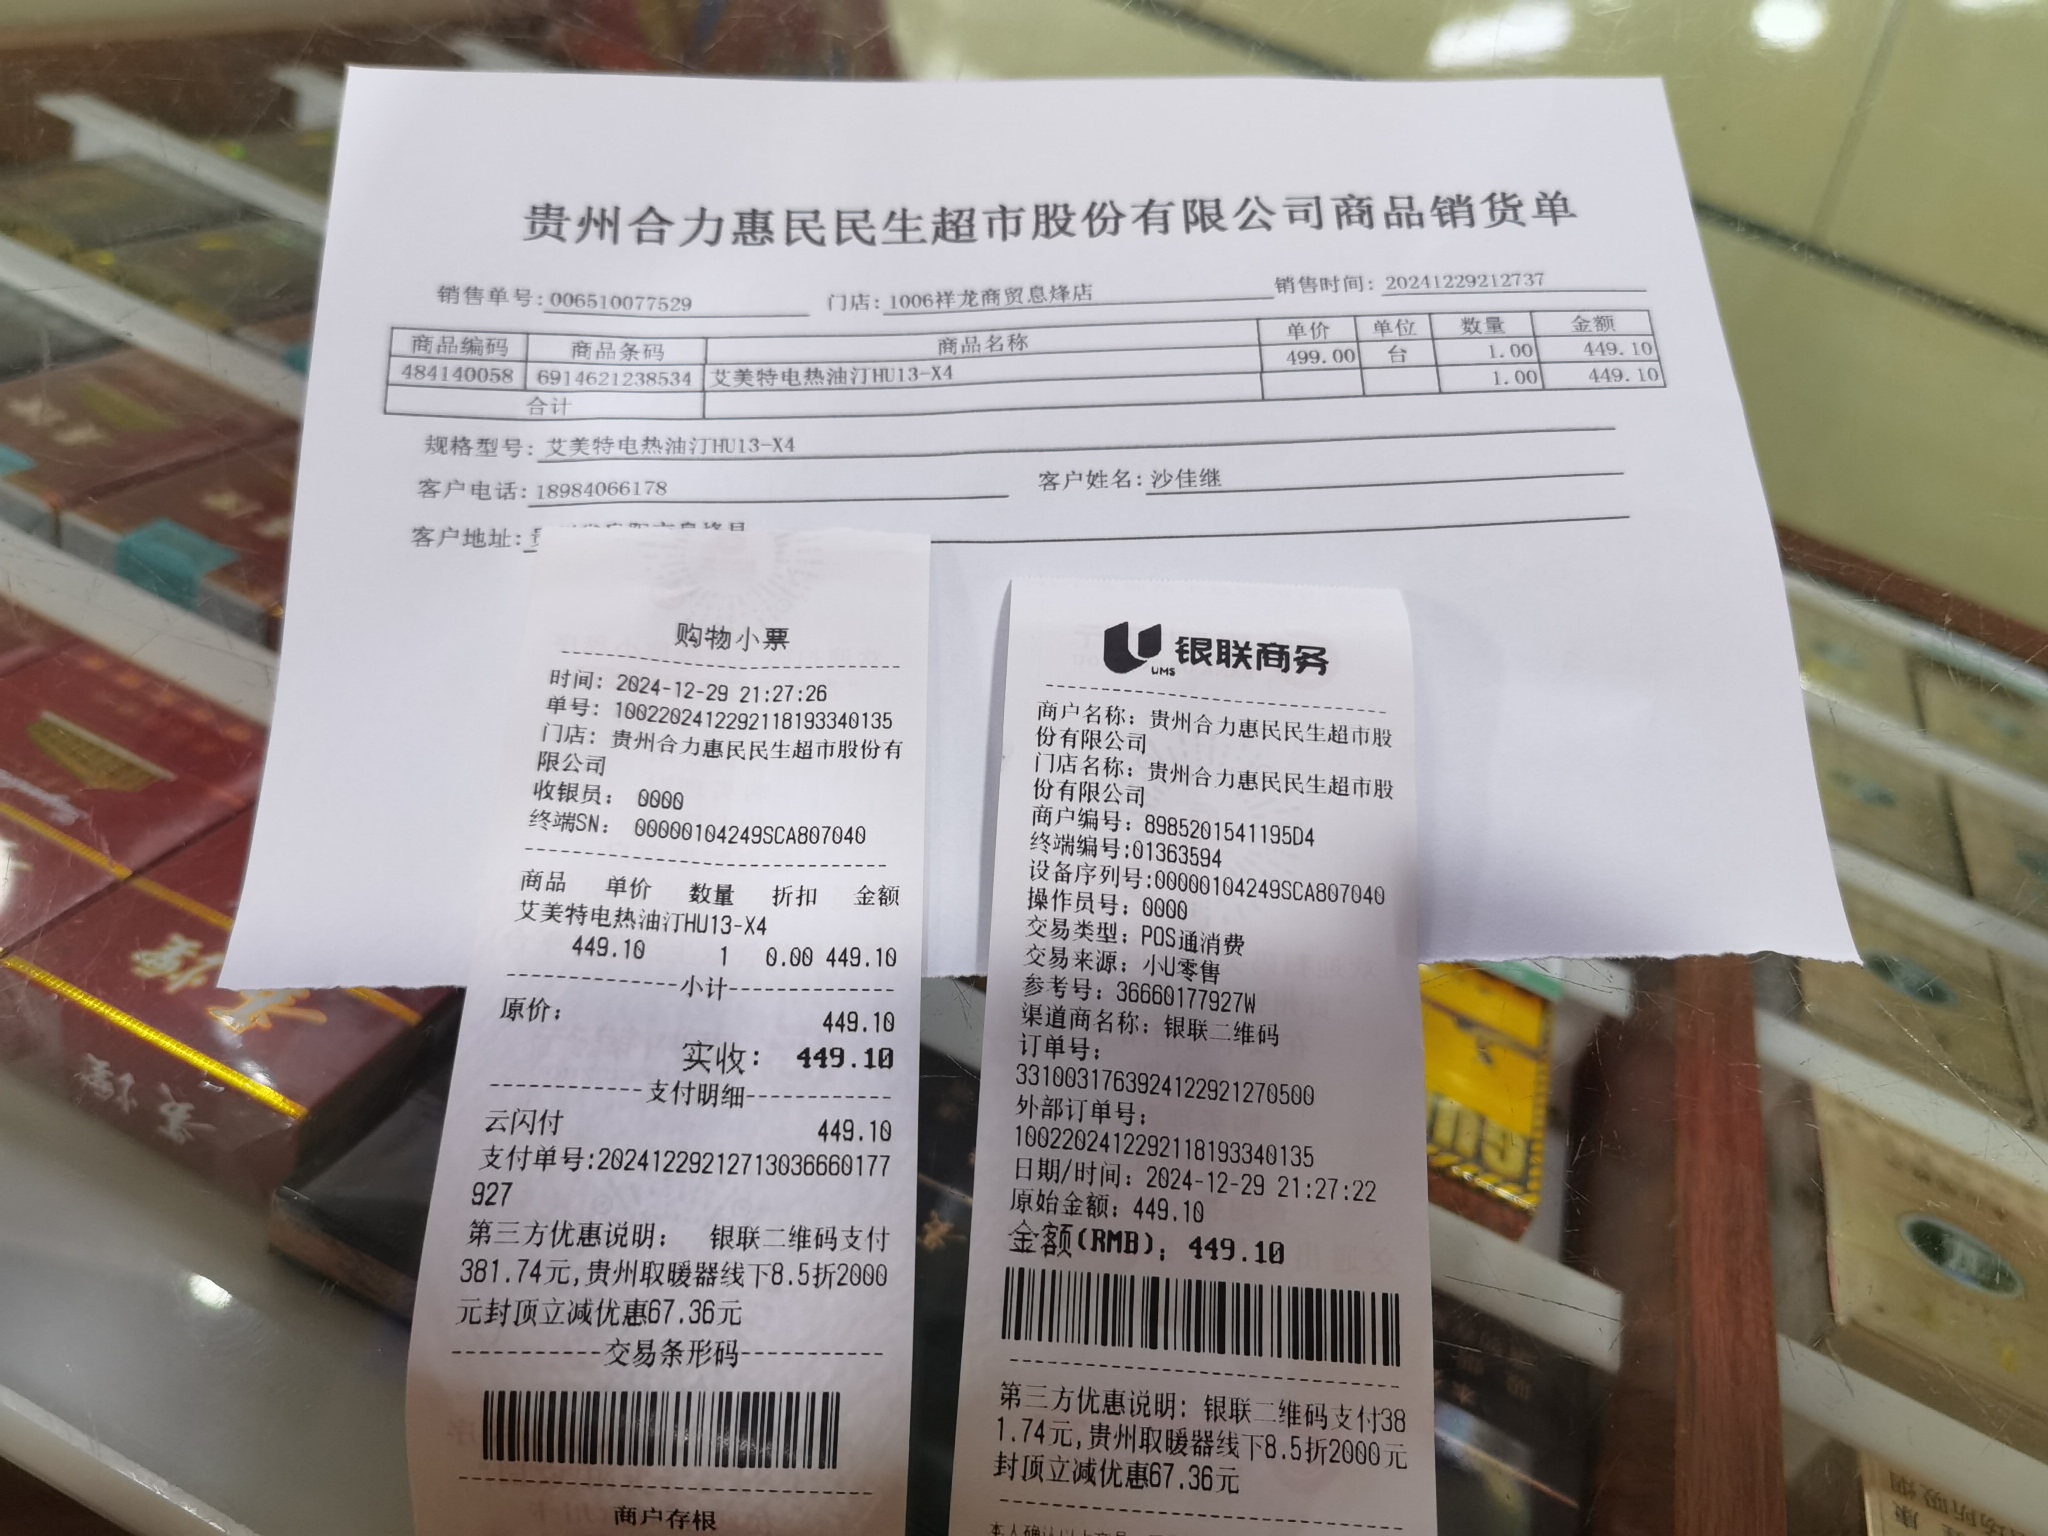 贵州合力惠民民生超市股份有限公司商品销货单
销售单号:006510077529 门店:1006祥龙商贸息烽店 销售时间:20241229212737
商品编码 商品条码 商品名称 单价 单位 数量 金额
484140058 6914621238534 艾美特电热油汀HU13-X4 499.00 台 1.00 449.10
合计 1.00 449.10
规格型号:艾美特电热油汀HU13-X4
客户电话:18984066178 客户姓名:沙佳继
客户地址:
购物小票
时间: 2024-12-29 21:27:26
单号: 10022024122921181933​40135
门店: 贵州合力惠民民生超市股份有
限公司
收银员: 0000
终端SN: 00000104249SCA807040
商品 单价 数量 折扣 金额
艾美特电热油汀HU13-X4
449.10 1 0.00 449.10
小计
原价: 449.10
实收: 449.10
支付明细
云闪付 449.10
支付单号:20241229212713036660177
927
第三方优惠说明: 银联二维码支付
381.74元,贵州取暖器线下8.5折2000
元封顶立减优惠67.36元
交易条形码
商户存根
UMS 银联商务
商户名称: 贵州合力惠民民生超市股
份有限公司
门店名称: 贵州合力惠民民生超市股
份有限公司
商户编号: 8985201541195D4
终端编号:01363594
设备序列号:00000104249SCA807040
操作员号: 0000
交易类型: POS通消费
交易来源: 小U零售
参考号: 36660177927W
渠道商名称: 银联二维码
订单号:
33100317639241229212​70500
外部订单号:
10022024122921181933​40135
日期/时间: 2024-12-29 21:27:22
原始金额: 449.10
金额(RMB): 449.10
第三方优惠说明: 银联二维码支付38
1.74元,贵州取暖器线下8.5折2000元
封顶立减优惠67.36元